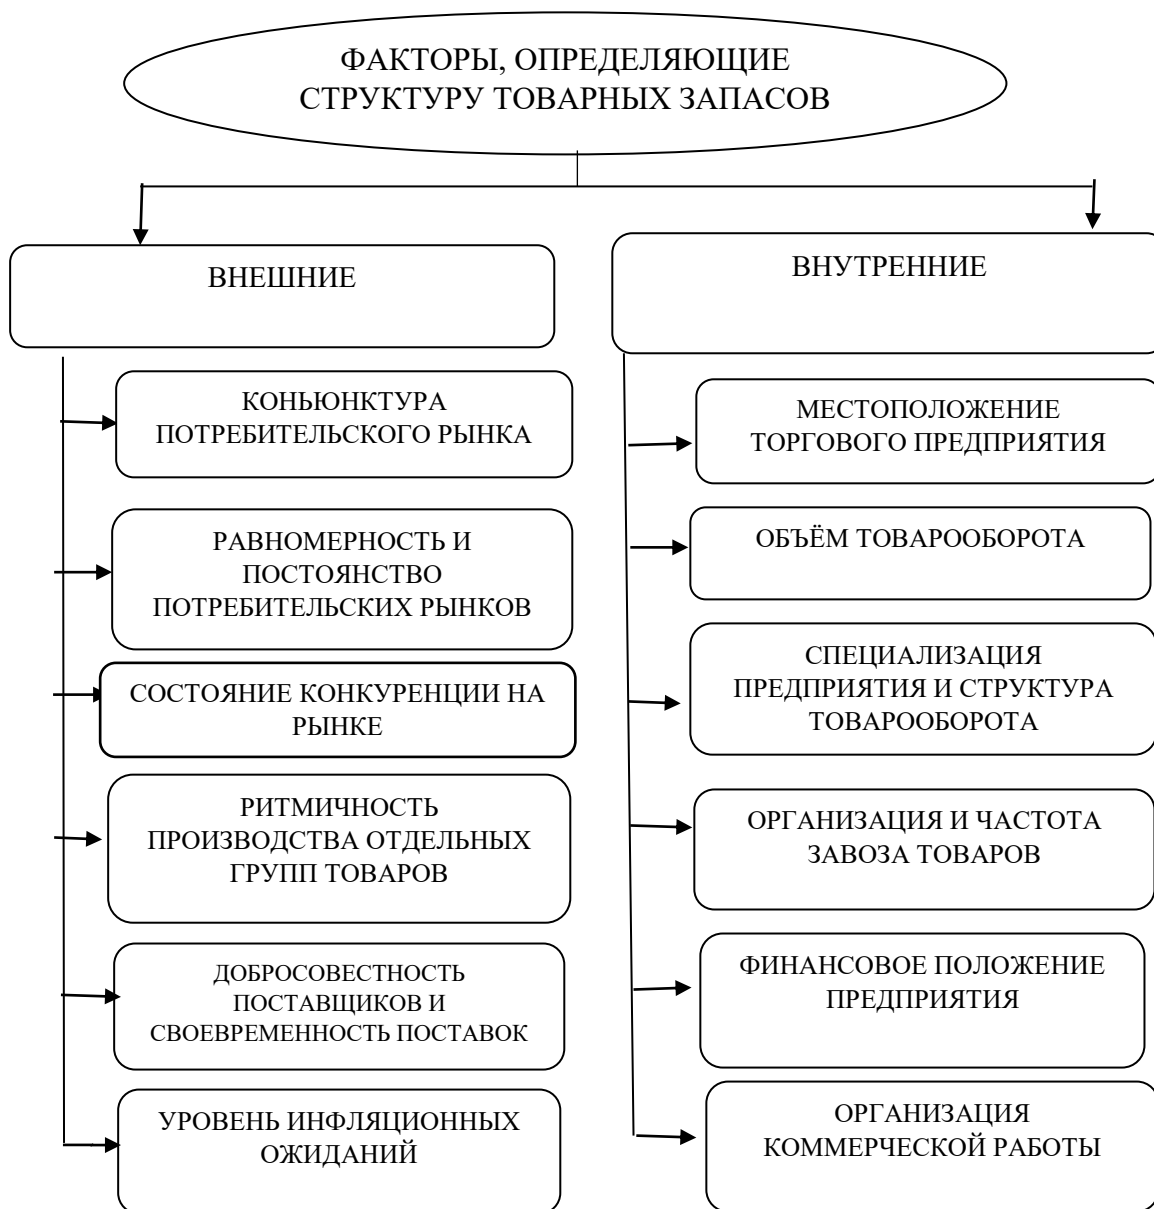 ФАКТОРЫ, ОПРЕДЕЛЯЮЩИЕ
СТРУКТУРУ ТОВАРНЫХ ЗАПАСОВ
ВНЕШНИЕ
КОНЬЮНКТУРА
ПОТРЕБИТЕЛЬСКОГО РЫНКА
РАВНОМЕРНОСТЬ И
ПОСТОЯНСТВО
ПОТРЕБИТЕЛЬСКИХ РЫНКОВ
СОСТОЯНИЕ КОНКУРЕНЦИИ НА
РЫНКЕ
РИТМИЧНОСТЬ
ПРОИЗВОДСТВА ОТДЕЛЬНЫХ
ГРУПП ТОВАРОВ
ДОБРОСОВЕСТНОСТЬ
ПОСТАВЩИКОВ И
СВОЕВРЕМЕННОСТЬ ПОСТАВОК
УРОВЕНЬ ИНФЛЯЦИОННЫХ
ОЖИДАНИЙ
ВНУТРЕННИЕ
МЕСТОПОЛОЖЕНИЕ
ТОРГОВОГО ПРЕДПРИЯТИЯ
ОБЪЁМ ТОВАРООБОРОТА
СПЕЦИАЛИЗАЦИЯ
ПРЕДПРИЯТИЯ И СТРУКТУРА
ТОВАРООБОРОТА
ОРГАНИЗАЦИЯ И ЧАСТОТА
ЗАВОЗА ТОВАРОВ
ФИНАНСОВОЕ ПОЛОЖЕНИЕ
ПРЕДПРИЯТИЯ
ОРГАНИЗАЦИЯ
КОММЕРЧЕСКОЙ РАБОТЫ